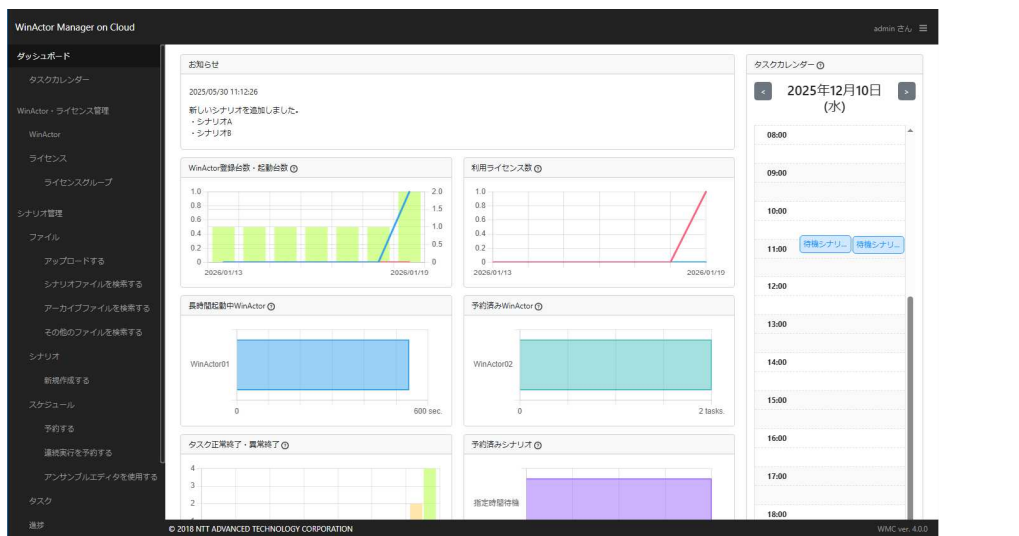 WinActor Manager on Cloud
admin さん
ダッシュボード
タスクカレンダー
WinActor・ライセンス管理
WinActor
ライセンス
ライセンスグループ
シナリオ管理
ファイル
アップロードする
シナリオファイルを検索する
アーカイブファイルを検索する
その他のファイルを検索する
シナリオ
新規作成する
スケジュール
予約する
連続実行を予約する
アンサンブルエディタを使用する
タスク
進捗
お知らせ
2025/05/30 11:12:26
新しいシナリオを追加しました。
・シナリオA
・シナリオB
WinActor登録台数・起動台数
1.0
0.8
0.6
0.4
0.2
0
2.0
1.5
1.0
0.5
0
2026/01/13
2026/01/19
利用ライセンス数
1.0
0.8
0.6
0.4
0.2
0
2026/01/13
2026/01/19
長時間起動中WinActor
WinActor01
0
600 sec.
予約済みWinActor
WinActor02
0
2 tasks.
タスク正常終了・異常終了
4
3
2
予約済みシナリオ
指定時間待機
タスクカレンダー
<
2025年12月10日
(水)
>
08:00
09:00
10:00
11:00
待機シナリ...
待機シナリ...
12:00
13:00
14:00
15:00
16:00
17:00
18:00
© 2018 NTT ADVANCED TECHNOLOGY CORPORATION
WMC ver. 4.0.0